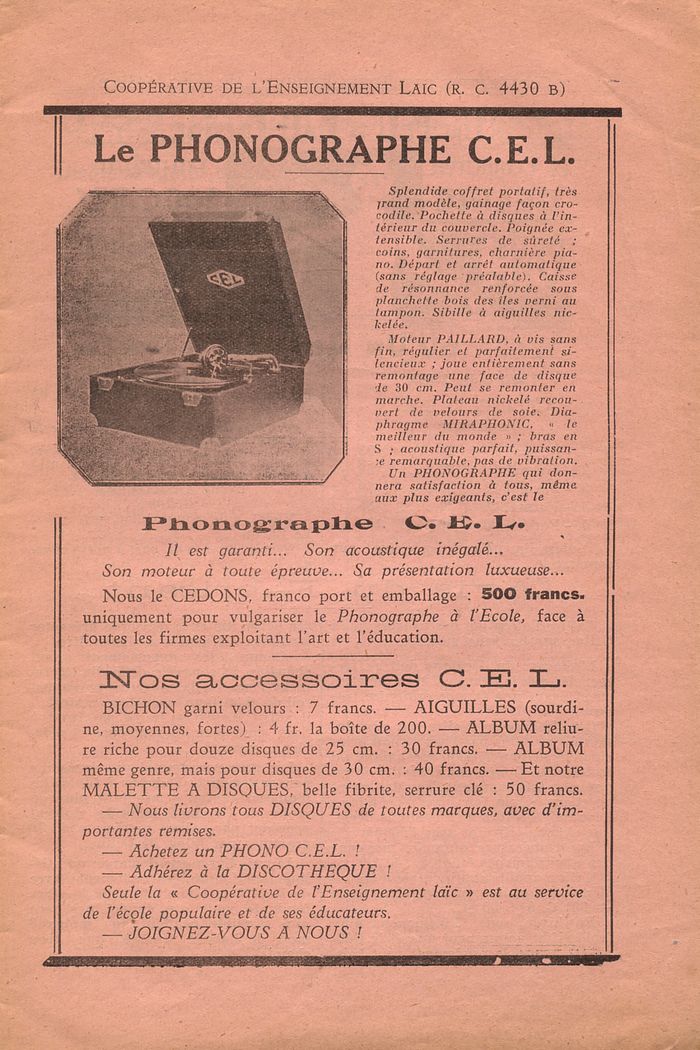 COOPÉRATIVE DE L'ENSEIGNEMENT LAIC (R. C. 4430 B)
Le PHONOGRAPHE C.E.L.
CEL
Splendide coffret portatif, très
grand modèle, gainage façon cro-
codile. Pochette à disques à l'in-
térieur du couvercle. Poignée ex-
tensible. Serrures de sûreté ;
coins, garnitures, charnière pia-
no. Départ et arrêt automatique
(sans réglage préalable). Caisse
de résonnance renforcée sous
planchette bois des îles verni au
tampon. Sibille à aiguilles nic-
kelée.
Moteur PAILLARD, à vis sans
fin, régulier et parfaitement si-
lencieux ; joue entièrement sans
remontage une face de disque
de 30 cm. Peut se remonter en
marche. Plateau nickelé recou-
vert de velours de soie. Dia-
phragme MIRAPHONIC, « le
meilleur du monde » ; bras en
S ; acoustique parfait, puissan-
ce remarquable, pas de vibration.
Un PHONOGRAPHE qui don-
nera satisfaction à tous, même
aux plus exigeants, c'est le
Phonographe C. E. L.
Il est garanti... Son acoustique inégalé...
Son moteur à toute épreuve... Sa présentation luxueuse...
Nous le CEDONS, franco port et emballage : 500 francs.
uniquement pour vulgariser le Phonographe à l'Ecole, face à
toutes les firmes exploitant l'art et l'éducation.
Nos accessoires C. E. L.
BICHON garni velours : 7 francs. — AIGUILLES (sourdi-
ne, moyennes, fortes) : 4 fr. la boîte de 200. — ALBUM reliu-
re riche pour douze disques de 25 cm. : 30 francs. — ALBUM
même genre, mais pour disques de 30 cm. : 40 francs. — Et notre
MALETTE A DISQUES, belle fibrite, serrure clé : 50 francs.
— Nous livrons tous DISQUES de toutes marques, avec d'im-
portantes remises.
— Achetez un PHONO C.E.L. !
— Adhérez à la DISCOTHEQUE !
Seule la « Coopérative de l'Enseignement laïc » est au service
de l'école populaire et de ses éducateurs.
— JOIGNEZ-VOUS A NOUS !